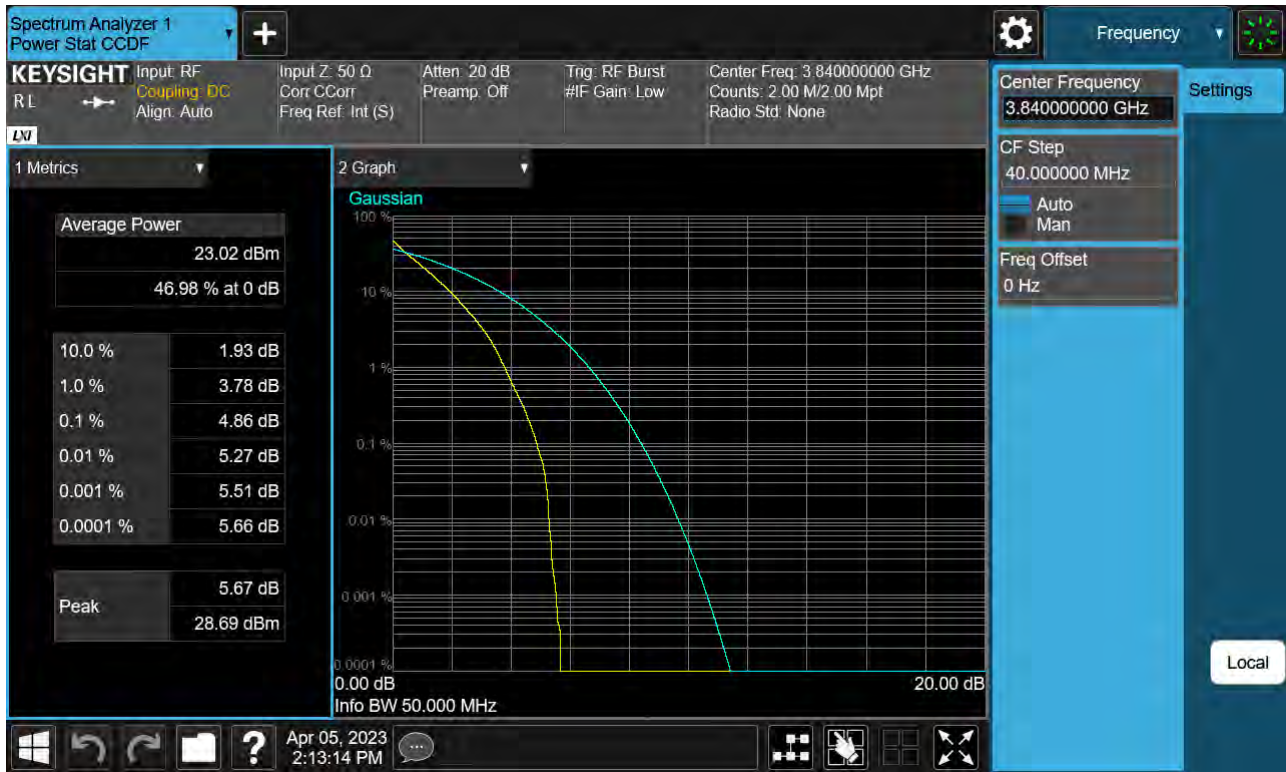 Spectrum Analyzer 1
Power Stat CCDF
+
Frequency
KEYSIGHT
RL
LXI
Input: RF
Coupling: DC
Align: Auto
Input Z: 50 Ω
Corr CCorr
Freq Ref: Int (S)
Atten: 20 dB
Preamp: Off
Trig: RF Burst
#IF Gain: Low
Center Freq: 3.840000000 GHz
Counts: 2.00 M/2.00 Mpt
Radio Std: None
Center Frequency
3.840000000 GHz
Settings
CF Step
40.000000 MHz
Auto
Man
Freq Offset
0 Hz
Local
1 Metrics
Average Power
23.02 dBm
46.98 % at 0 dB
10.0 % 1.93 dB
1.0 % 3.78 dB
0.1 % 4.86 dB
0.01 % 5.27 dB
0.001 % 5.51 dB
0.0001 % 5.66 dB
Peak
5.67 dB
28.69 dBm
2 Graph
Gaussian
100 %
10 %
1 %
0.1 %
0.01 %
0.001 %
0.0001 %
0.00 dB 20.00 dB
Info BW 50.000 MHz
?
Apr 05, 2023
2:13:14 PM